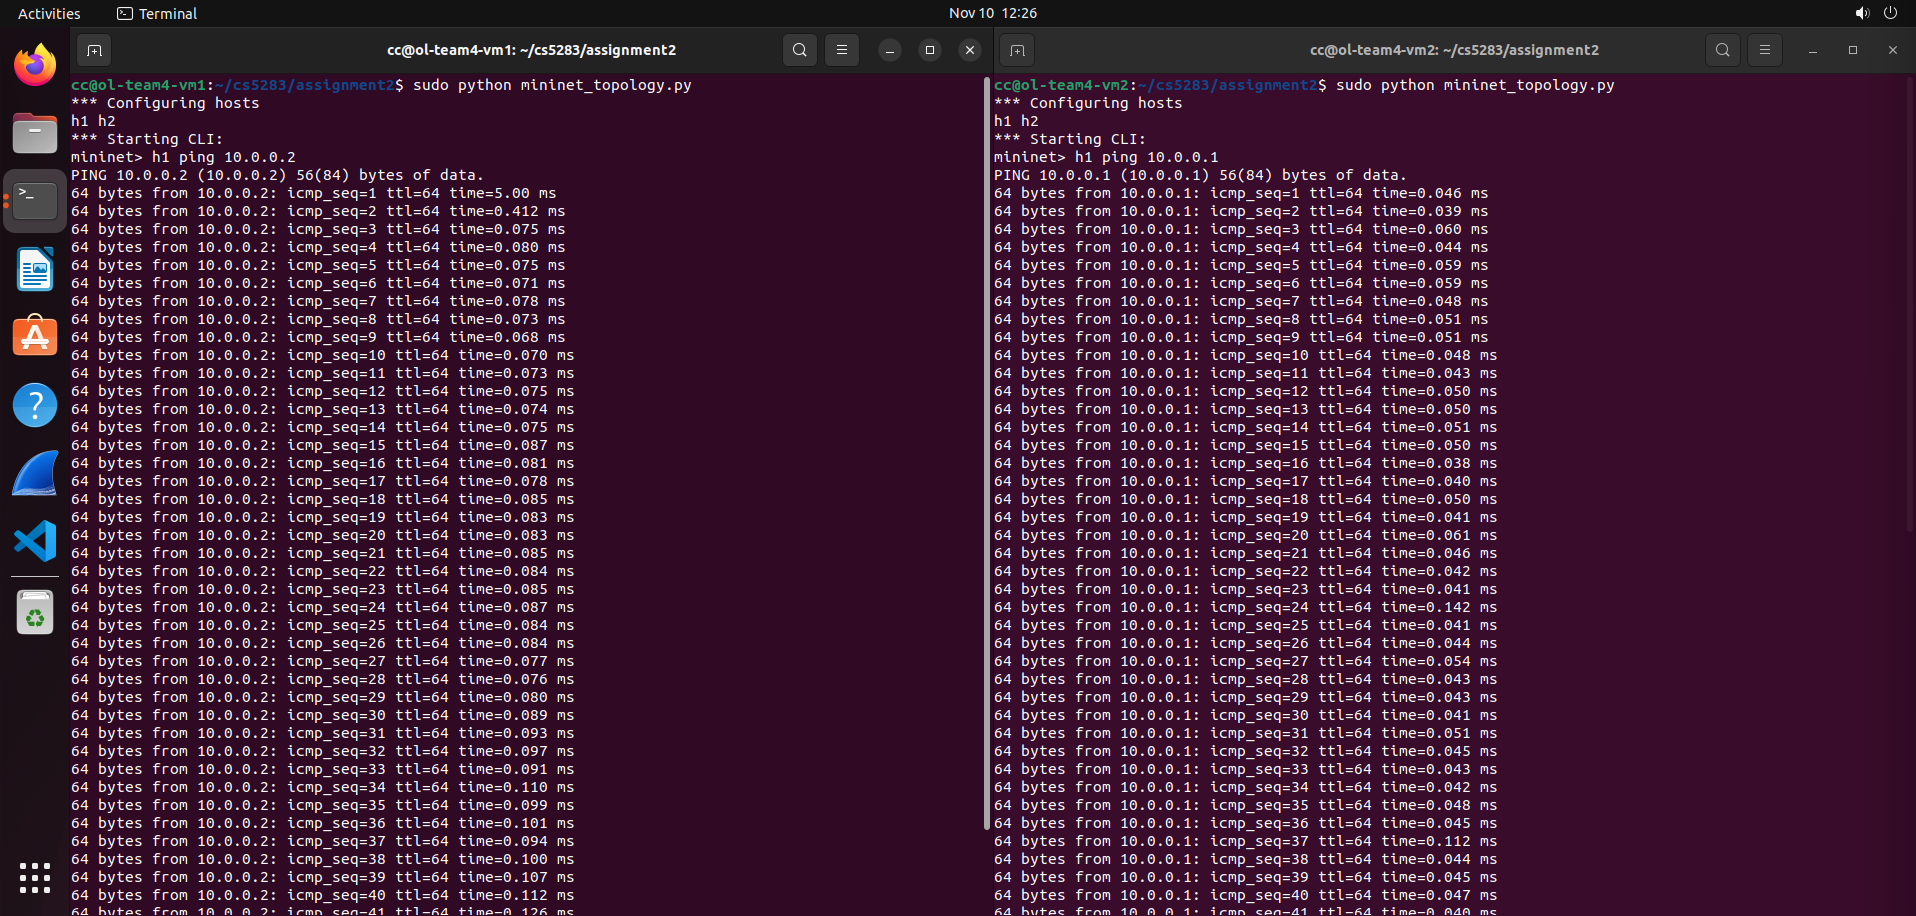 Activities
Terminal
Nov 10 12:26
cc@ol-team4-vm1: ~/cs5283/assignment2
cc@ol-team4-vm1:~/cs5283/assignment2$ sudo python mininet_topology.py
*** Configuring hosts
h1 h2
*** Starting CLI:
mininet> h1 ping 10.0.0.2
PING 10.0.0.2 (10.0.0.2) 56(84) bytes of data.
64 bytes from 10.0.0.2: icmp_seq=1 ttl=64 time=5.00 ms
64 bytes from 10.0.0.2: icmp_seq=2 ttl=64 time=0.412 ms
64 bytes from 10.0.0.2: icmp_seq=3 ttl=64 time=0.075 ms
64 bytes from 10.0.0.2: icmp_seq=4 ttl=64 time=0.080 ms
64 bytes from 10.0.0.2: icmp_seq=5 ttl=64 time=0.075 ms
64 bytes from 10.0.0.2: icmp_seq=6 ttl=64 time=0.071 ms
64 bytes from 10.0.0.2: icmp_seq=7 ttl=64 time=0.078 ms
64 bytes from 10.0.0.2: icmp_seq=8 ttl=64 time=0.073 ms
64 bytes from 10.0.0.2: icmp_seq=9 ttl=64 time=0.068 ms
64 bytes from 10.0.0.2: icmp_seq=10 ttl=64 time=0.070 ms
64 bytes from 10.0.0.2: icmp_seq=11 ttl=64 time=0.073 ms
64 bytes from 10.0.0.2: icmp_seq=12 ttl=64 time=0.075 ms
64 bytes from 10.0.0.2: icmp_seq=13 ttl=64 time=0.074 ms
64 bytes from 10.0.0.2: icmp_seq=14 ttl=64 time=0.075 ms
64 bytes from 10.0.0.2: icmp_seq=15 ttl=64 time=0.087 ms
64 bytes from 10.0.0.2: icmp_seq=16 ttl=64 time=0.081 ms
64 bytes from 10.0.0.2: icmp_seq=17 ttl=64 time=0.078 ms
64 bytes from 10.0.0.2: icmp_seq=18 ttl=64 time=0.085 ms
64 bytes from 10.0.0.2: icmp_seq=19 ttl=64 time=0.083 ms
64 bytes from 10.0.0.2: icmp_seq=20 ttl=64 time=0.083 ms
64 bytes from 10.0.0.2: icmp_seq=21 ttl=64 time=0.085 ms
64 bytes from 10.0.0.2: icmp_seq=22 ttl=64 time=0.084 ms
64 bytes from 10.0.0.2: icmp_seq=23 ttl=64 time=0.085 ms
64 bytes from 10.0.0.2: icmp_seq=24 ttl=64 time=0.087 ms
64 bytes from 10.0.0.2: icmp_seq=25 ttl=64 time=0.084 ms
64 bytes from 10.0.0.2: icmp_seq=26 ttl=64 time=0.084 ms
64 bytes from 10.0.0.2: icmp_seq=27 ttl=64 time=0.077 ms
64 bytes from 10.0.0.2: icmp_seq=28 ttl=64 time=0.076 ms
64 bytes from 10.0.0.2: icmp_seq=29 ttl=64 time=0.080 ms
64 bytes from 10.0.0.2: icmp_seq=30 ttl=64 time=0.089 ms
64 bytes from 10.0.0.2: icmp_seq=31 ttl=64 time=0.093 ms
64 bytes from 10.0.0.2: icmp_seq=32 ttl=64 time=0.097 ms
64 bytes from 10.0.0.2: icmp_seq=33 ttl=64 time=0.091 ms
64 bytes from 10.0.0.2: icmp_seq=34 ttl=64 time=0.110 ms
64 bytes from 10.0.0.2: icmp_seq=35 ttl=64 time=0.099 ms
64 bytes from 10.0.0.2: icmp_seq=36 ttl=64 time=0.101 ms
64 bytes from 10.0.0.2: icmp_seq=37 ttl=64 time=0.094 ms
64 bytes from 10.0.0.2: icmp_seq=38 ttl=64 time=0.100 ms
64 bytes from 10.0.0.2: icmp_seq=39 ttl=64 time=0.107 ms
64 bytes from 10.0.0.2: icmp_seq=40 ttl=64 time=0.112 ms
64 bytes from 10.0.0.2: icmp_seq=41 ttl=64 time=0.126 ms
cc@ol-team4-vm2: ~/cs5283/assignment2
cc@ol-team4-vm2:~/cs5283/assignment2$ sudo python mininet_topology.py
*** Configuring hosts
h1 h2
*** Starting CLI:
mininet> h1 ping 10.0.0.1
PING 10.0.0.1 (10.0.0.1) 56(84) bytes of data.
64 bytes from 10.0.0.1: icmp_seq=1 ttl=64 time=0.046 ms
64 bytes from 10.0.0.1: icmp_seq=2 ttl=64 time=0.039 ms
64 bytes from 10.0.0.1: icmp_seq=3 ttl=64 time=0.060 ms
64 bytes from 10.0.0.1: icmp_seq=4 ttl=64 time=0.044 ms
64 bytes from 10.0.0.1: icmp_seq=5 ttl=64 time=0.059 ms
64 bytes from 10.0.0.1: icmp_seq=6 ttl=64 time=0.059 ms
64 bytes from 10.0.0.1: icmp_seq=7 ttl=64 time=0.048 ms
64 bytes from 10.0.0.1: icmp_seq=8 ttl=64 time=0.051 ms
64 bytes from 10.0.0.1: icmp_seq=9 ttl=64 time=0.051 ms
64 bytes from 10.0.0.1: icmp_seq=10 ttl=64 time=0.048 ms
64 bytes from 10.0.0.1: icmp_seq=11 ttl=64 time=0.043 ms
64 bytes from 10.0.0.1: icmp_seq=12 ttl=64 time=0.050 ms
64 bytes from 10.0.0.1: icmp_seq=13 ttl=64 time=0.050 ms
64 bytes from 10.0.0.1: icmp_seq=14 ttl=64 time=0.051 ms
64 bytes from 10.0.0.1: icmp_seq=15 ttl=64 time=0.050 ms
64 bytes from 10.0.0.1: icmp_seq=16 ttl=64 time=0.038 ms
64 bytes from 10.0.0.1: icmp_seq=17 ttl=64 time=0.040 ms
64 bytes from 10.0.0.1: icmp_seq=18 ttl=64 time=0.050 ms
64 bytes from 10.0.0.1: icmp_seq=19 ttl=64 time=0.041 ms
64 bytes from 10.0.0.1: icmp_seq=20 ttl=64 time=0.061 ms
64 bytes from 10.0.0.1: icmp_seq=21 ttl=64 time=0.046 ms
64 bytes from 10.0.0.1: icmp_seq=22 ttl=64 time=0.042 ms
64 bytes from 10.0.0.1: icmp_seq=23 ttl=64 time=0.041 ms
64 bytes from 10.0.0.1: icmp_seq=24 ttl=64 time=0.142 ms
64 bytes from 10.0.0.1: icmp_seq=25 ttl=64 time=0.041 ms
64 bytes from 10.0.0.1: icmp_seq=26 ttl=64 time=0.044 ms
64 bytes from 10.0.0.1: icmp_seq=27 ttl=64 time=0.054 ms
64 bytes from 10.0.0.1: icmp_seq=28 ttl=64 time=0.043 ms
64 bytes from 10.0.0.1: icmp_seq=29 ttl=64 time=0.043 ms
64 bytes from 10.0.0.1: icmp_seq=30 ttl=64 time=0.041 ms
64 bytes from 10.0.0.1: icmp_seq=31 ttl=64 time=0.051 ms
64 bytes from 10.0.0.1: icmp_seq=32 ttl=64 time=0.045 ms
64 bytes from 10.0.0.1: icmp_seq=33 ttl=64 time=0.043 ms
64 bytes from 10.0.0.1: icmp_seq=34 ttl=64 time=0.042 ms
64 bytes from 10.0.0.1: icmp_seq=35 ttl=64 time=0.048 ms
64 bytes from 10.0.0.1: icmp_seq=36 ttl=64 time=0.045 ms
64 bytes from 10.0.0.1: icmp_seq=37 ttl=64 time=0.112 ms
64 bytes from 10.0.0.1: icmp_seq=38 ttl=64 time=0.044 ms
64 bytes from 10.0.0.1: icmp_seq=39 ttl=64 time=0.045 ms
64 bytes from 10.0.0.1: icmp_seq=40 ttl=64 time=0.047 ms
64 bytes from 10.0.0.1: icmp_seq=41 ttl=64 time=0.040 ms